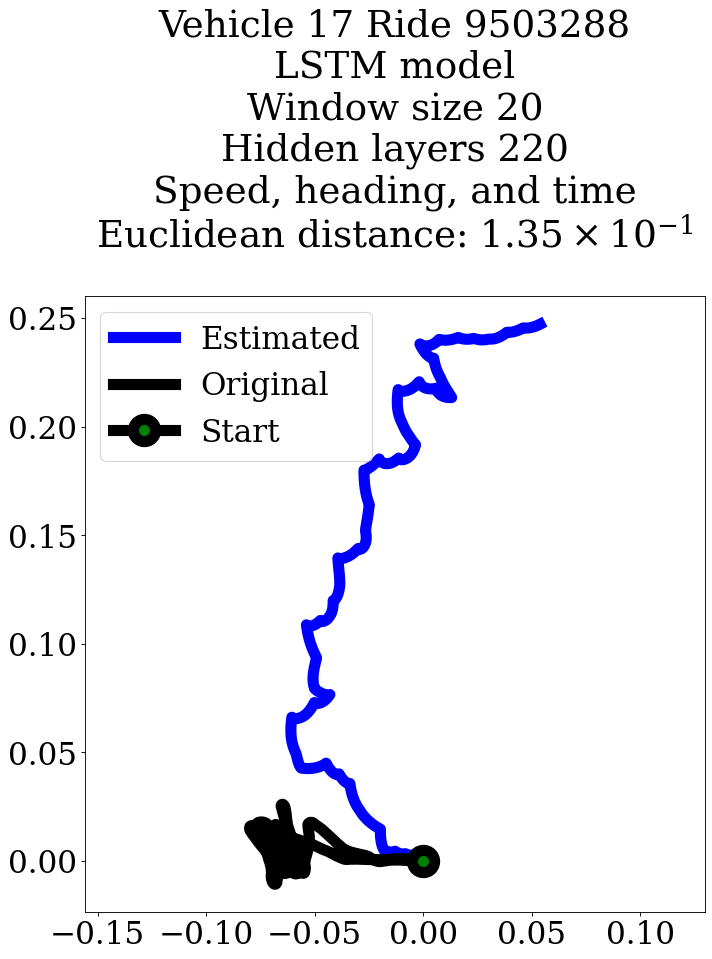 Vehicle 17 Ride 9503288
LSTM model
Window size 20
Hidden layers 220
Speed, heading, and time
Euclidean distance: 1.35 × 10⁻¹
Estimated
Original
Start
0.25
0.20
0.15
0.10
0.05
0.00
−0.15 −0.10 −0.05 0.00 0.05 0.10